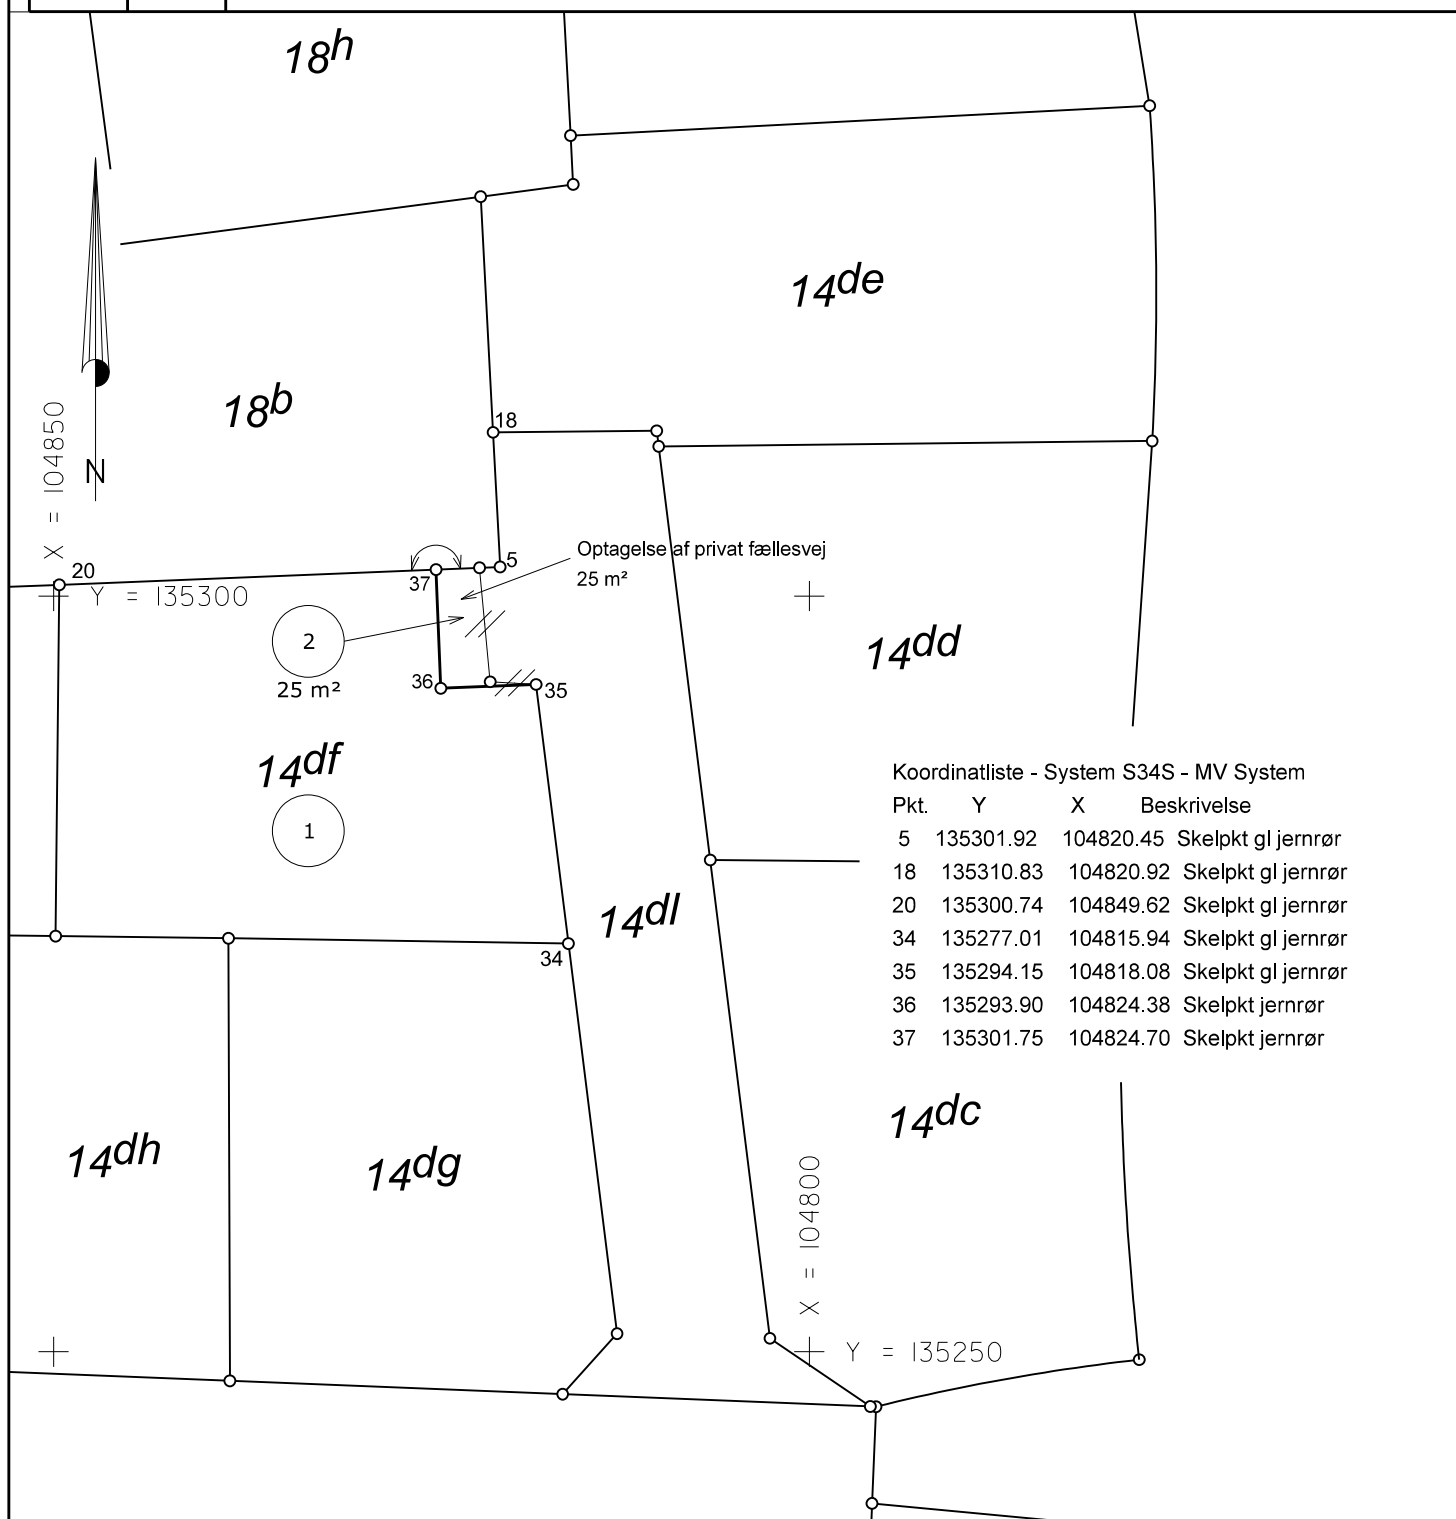 18h
14de
X = 104850
18b
N
18
Optagelse af privat fællesvej
25 m²
5
20
37
Y = 135300
2
25 m²
36
35
14dd
14df
1
Koordinatliste - System S34S - MV System
Pkt. Y X Beskrivelse
5 135301.92 104820.45 Skelpkt gl jernrør
18 135310.83 104820.92 Skelpkt gl jernrør
20 135300.74 104849.62 Skelpkt gl jernrør
34 135277.01 104815.94 Skelpkt gl jernrør
35 135294.15 104818.08 Skelpkt gl jernrør
36 135293.90 104824.38 Skelpkt jernrør
37 135301.75 104824.70 Skelpkt jernrør
14dl
34
14dc
14dh
14dg
X = 104800
Y = 135250